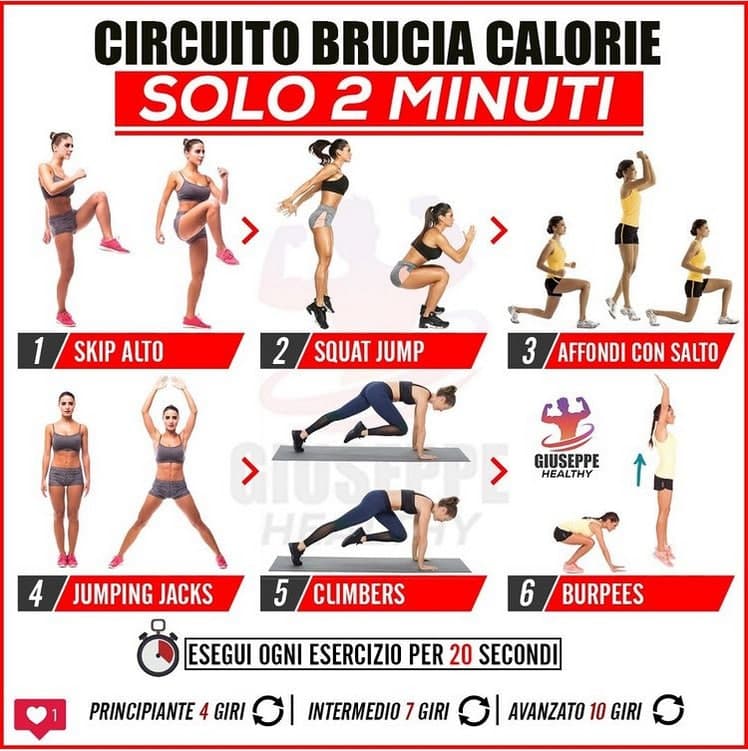 CIRCUITO BRUCIA CALORIE
SOLO 2 MINUTI
1 SKIP ALTO
2 SQUAT JUMP
3 AFFONDI CON SALTO
GIUSEPPE
HEALTHY
GIUSEPPE
HEALTHY
4 JUMPING JACKS
5 CLIMBERS
6 BURPEES
ESEGUI OGNI ESERCIZIO PER 20 SECONDI
1
PRINCIPIANTE 4 GIRI | INTERMEDIO 7 GIRI | AVANZATO 10 GIRI